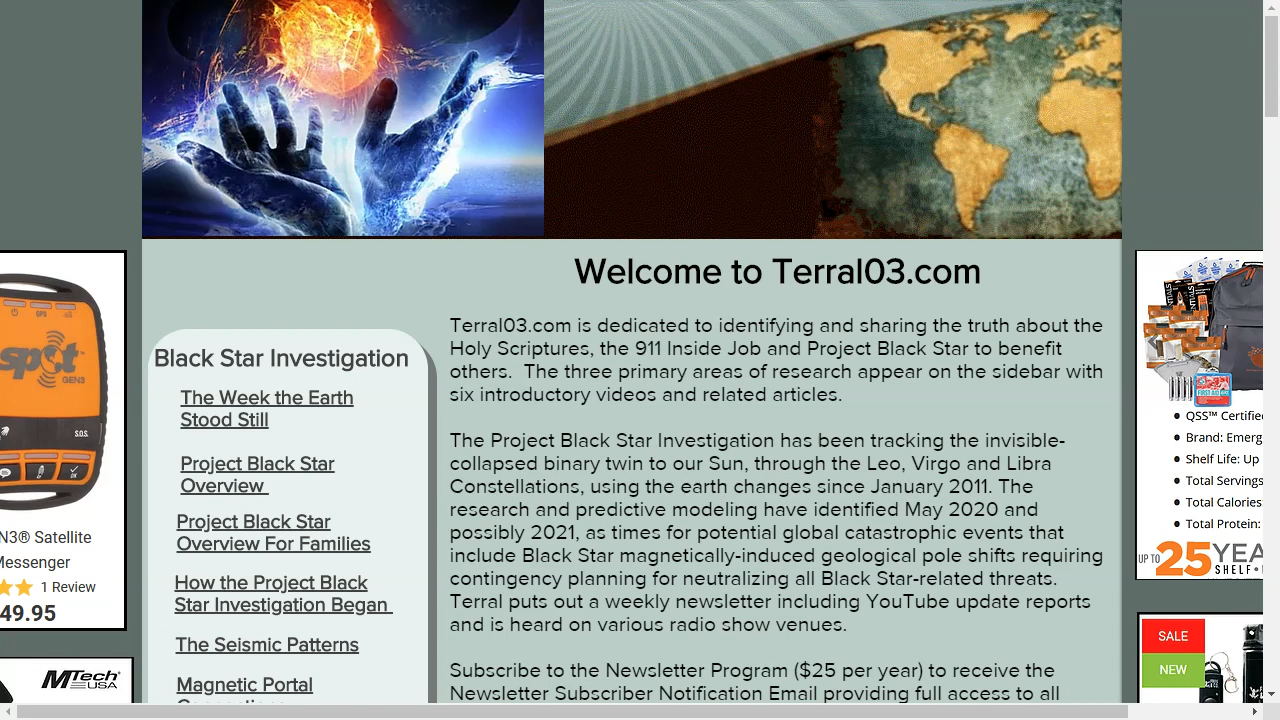 Welcome to Terral03.com
Terral03.com is dedicated to identifying and sharing the truth about the
Holy Scriptures, the 911 Inside Job and Project Black Star to benefit
others.  The three primary areas of research appear on the sidebar with
six introductory videos and related articles.
The Project Black Star Investigation has been tracking the invisible-
collapsed binary twin to our Sun, through the Leo, Virgo and Libra
Constellations, using the earth changes since January 2011. The
research and predictive modeling have identified May 2020 and
possibly 2021, as times for potential global catastrophic events that
include Black Star magnetically-induced geological pole shifts requiring
contingency planning for neutralizing all Black Star-related threats.
Terral puts out a weekly newsletter including YouTube update reports
and is heard on various radio show venues.
Subscribe to the Newsletter Program ($25 per year) to receive the
Newsletter Subscriber Notification Email providing full access to all
Black Star Investigation
The Week the Earth
Stood Still
Project Black Star
Overview
Project Black Star
Overview For Families
How the Project Black
Star Investigation Began
The Seismic Patterns
Magnetic Portal
spot
GEN3
GPS
S.O.S.
N3® Satellite
Messenger
1 Review
49.95
MTech
USA
QSS™ Certifie
Brand: Emerg
Shelf Life: Up
Total Servings
Total Calories
Total Protein:
UP TO 25 YEA
SHELF
SALE
NEW